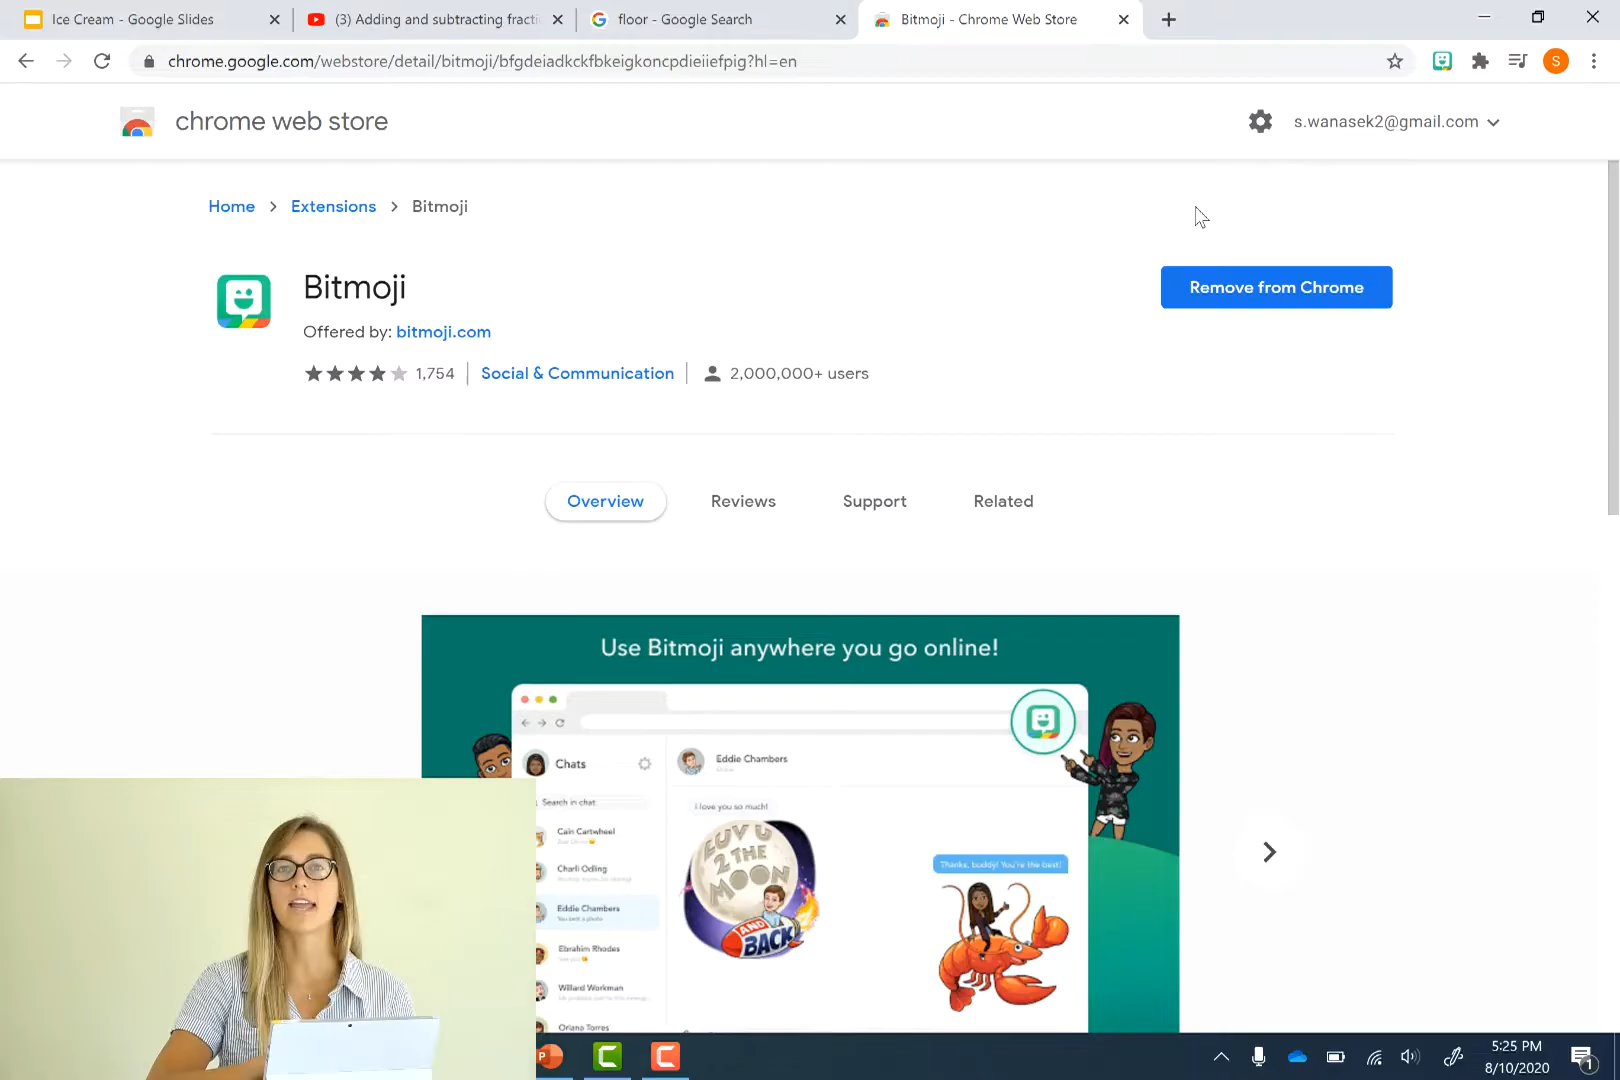 Ice Cream - Google Slides
(3) Adding and subtracting fracti
floor - Google Search
Bitmoji - Chrome Web Store
chrome.google.com/webstore/detail/bitmoji/bfgdeiadkckfbkeigkoncpdieiiefpig?hl=en
S
chrome web store
s.wanasek2@gmail.com
Home > Extensions > Bitmoji
Bitmoji
Remove from Chrome
Offered by: bitmoji.com
1,754
Social & Communication
2,000,000+ users
Overview
Reviews
Support
Related
Use Bitmoji anywhere you go online!
Chats
Eddie Chambers
Search in chat
I love you so much!
Cain Cartwheel
LUV U
2 THE
MOON
AND
BACK
Thanks, buddy! You're the best!
Charli Odling
Eddie Chambers
You sent a photo
Ebrahim Rhodes
Willard Workman
Oriana Torres
P
5:25 PM
8/10/2020
1